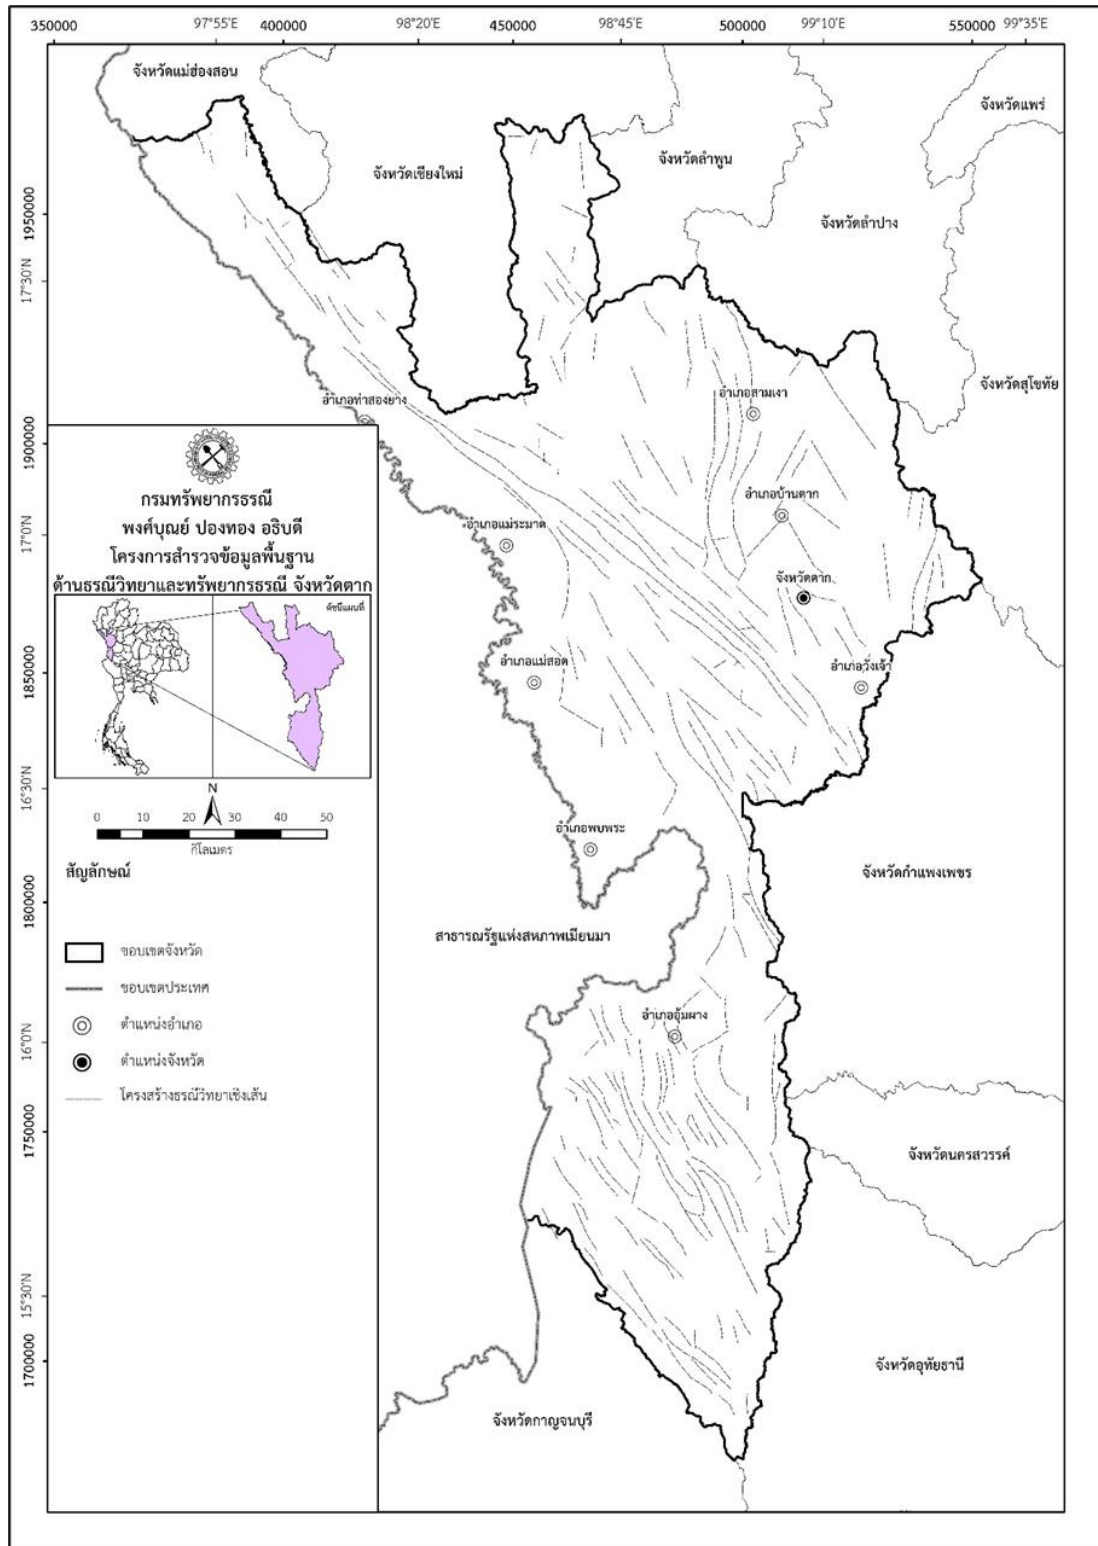 350000 97°55'E 400000 98°20'E 450000 98°45'E 500000 99°10'E 550000 99°35'E
จังหวัดแม่ฮ่องสอน
จังหวัดแพร่
จังหวัดลำพูน
จังหวัดเชียงใหม่
1950000
จังหวัดลำปาง
17°30'N
จังหวัดสุโขทัย
อำเภอท่าสองยาง
อำเภอสามเงา
1900000
กรมทรัพยากรธรณี
อำเภอบ้านตาก
พงศ์บุณย์ ปองทอง อธิบดี
อำเภอแม่ระมาด
17°0'N
โครงการสำรวจข้อมูลพื้นฐาน
ด้านธรณีวิทยาและทรัพยากรธรณี จังหวัดตาก
จังหวัดตาก
ดัชนีแผนที่
อำเภอแม่สอด
อำเภอวังเจ้า
1850000
16°30'N
N
0 10 20 30 40 50
กิโลเมตร
อำเภอพบพระ
สัญลักษณ์
จังหวัดกำแพงเพชร
1800000
สาธารณรัฐแห่งสหภาพเมียนมา
ขอบเขตจังหวัด
ขอบเขตประเทศ
อำเภออุ้มผาง
ตำแหน่งอำเภอ
16°0'N
ตำแหน่งจังหวัด
โครงสร้างธรณีวิทยาเชิงเส้น
1750000
จังหวัดนครสวรรค์
15°30'N
1700000
จังหวัดอุทัยธานี
จังหวัดกาญจนบุรี